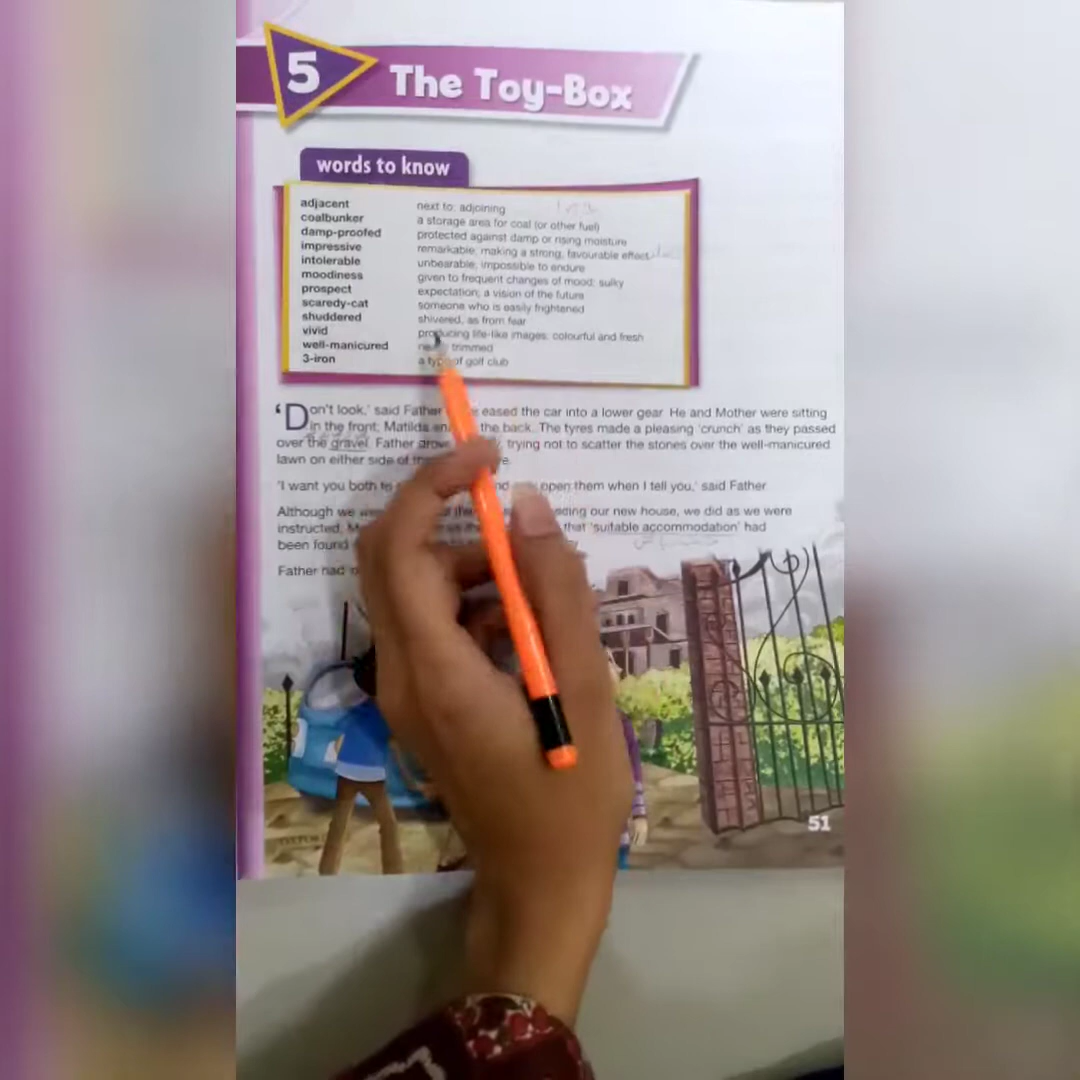 5
The Toy-Box
words to know
adjacent next to; adjoining
coalbunker a storage area for coal (or other fuel)
damp-proofed protected against damp or rising moisture
impressive remarkable; making a strong, favourable effect
intolerable unbearable; impossible to endure
moodiness given to frequent changes of mood; sulky
prospect expectation; a vision of the future
scaredy-cat someone who is easily frightened
shuddered shivered, as from fear
vivid producing life-like images; colourful and fresh
well-manicured trimmed
3-iron a type of golf club
'Don't look,' said Father eased the car into a lower gear. He and Mother were sitting
in the front; Matilda the back. The tyres made a pleasing 'crunch' as they passed
over the gravel. Father drove trying not to scatter the stones over the well-manicured
lawn on either side of
'I want you both to open them when I tell you,' said Father.
Although we our new house, we did as we were
instructed. that 'suitable accommodation' had
been found
Father had
51